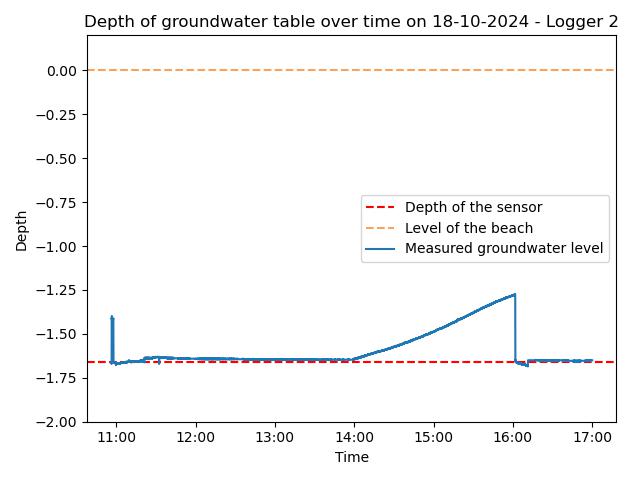 Depth of groundwater table over time on 18-10-2024 - Logger 2
0.00
−0.25
−0.50
−0.75
−1.00
−1.25
−1.50
−1.75
−2.00
Depth
Depth of the sensor
Level of the beach
Measured groundwater level
11:00 12:00 13:00 14:00 15:00 16:00 17:00
Time